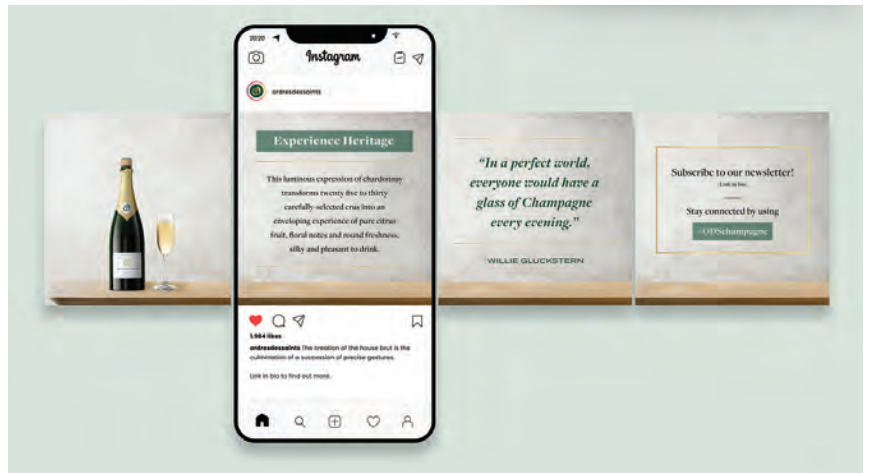 20:20
Instagram
ordresdessaints
Experience Heritage
This luminous expression of chardonnay
transforms twenty five to thirty
carefully-selected crus into an
enveloping experience of pure citrus
fruit, floral notes and round freshness,
silky and pleasant to drink.
1.984 likes
ordresdessaints The creation of the house brut is the
culmination of a succession of precise gestures.
Link in bio to find out more.
“In a perfect world,
everyone would have a
glass of Champagne
every evening.”
WILLIE GLUCKSTERN
Subscribe to our newsletter!
Link in bio.
Stay connected by using
#ODSchampagne